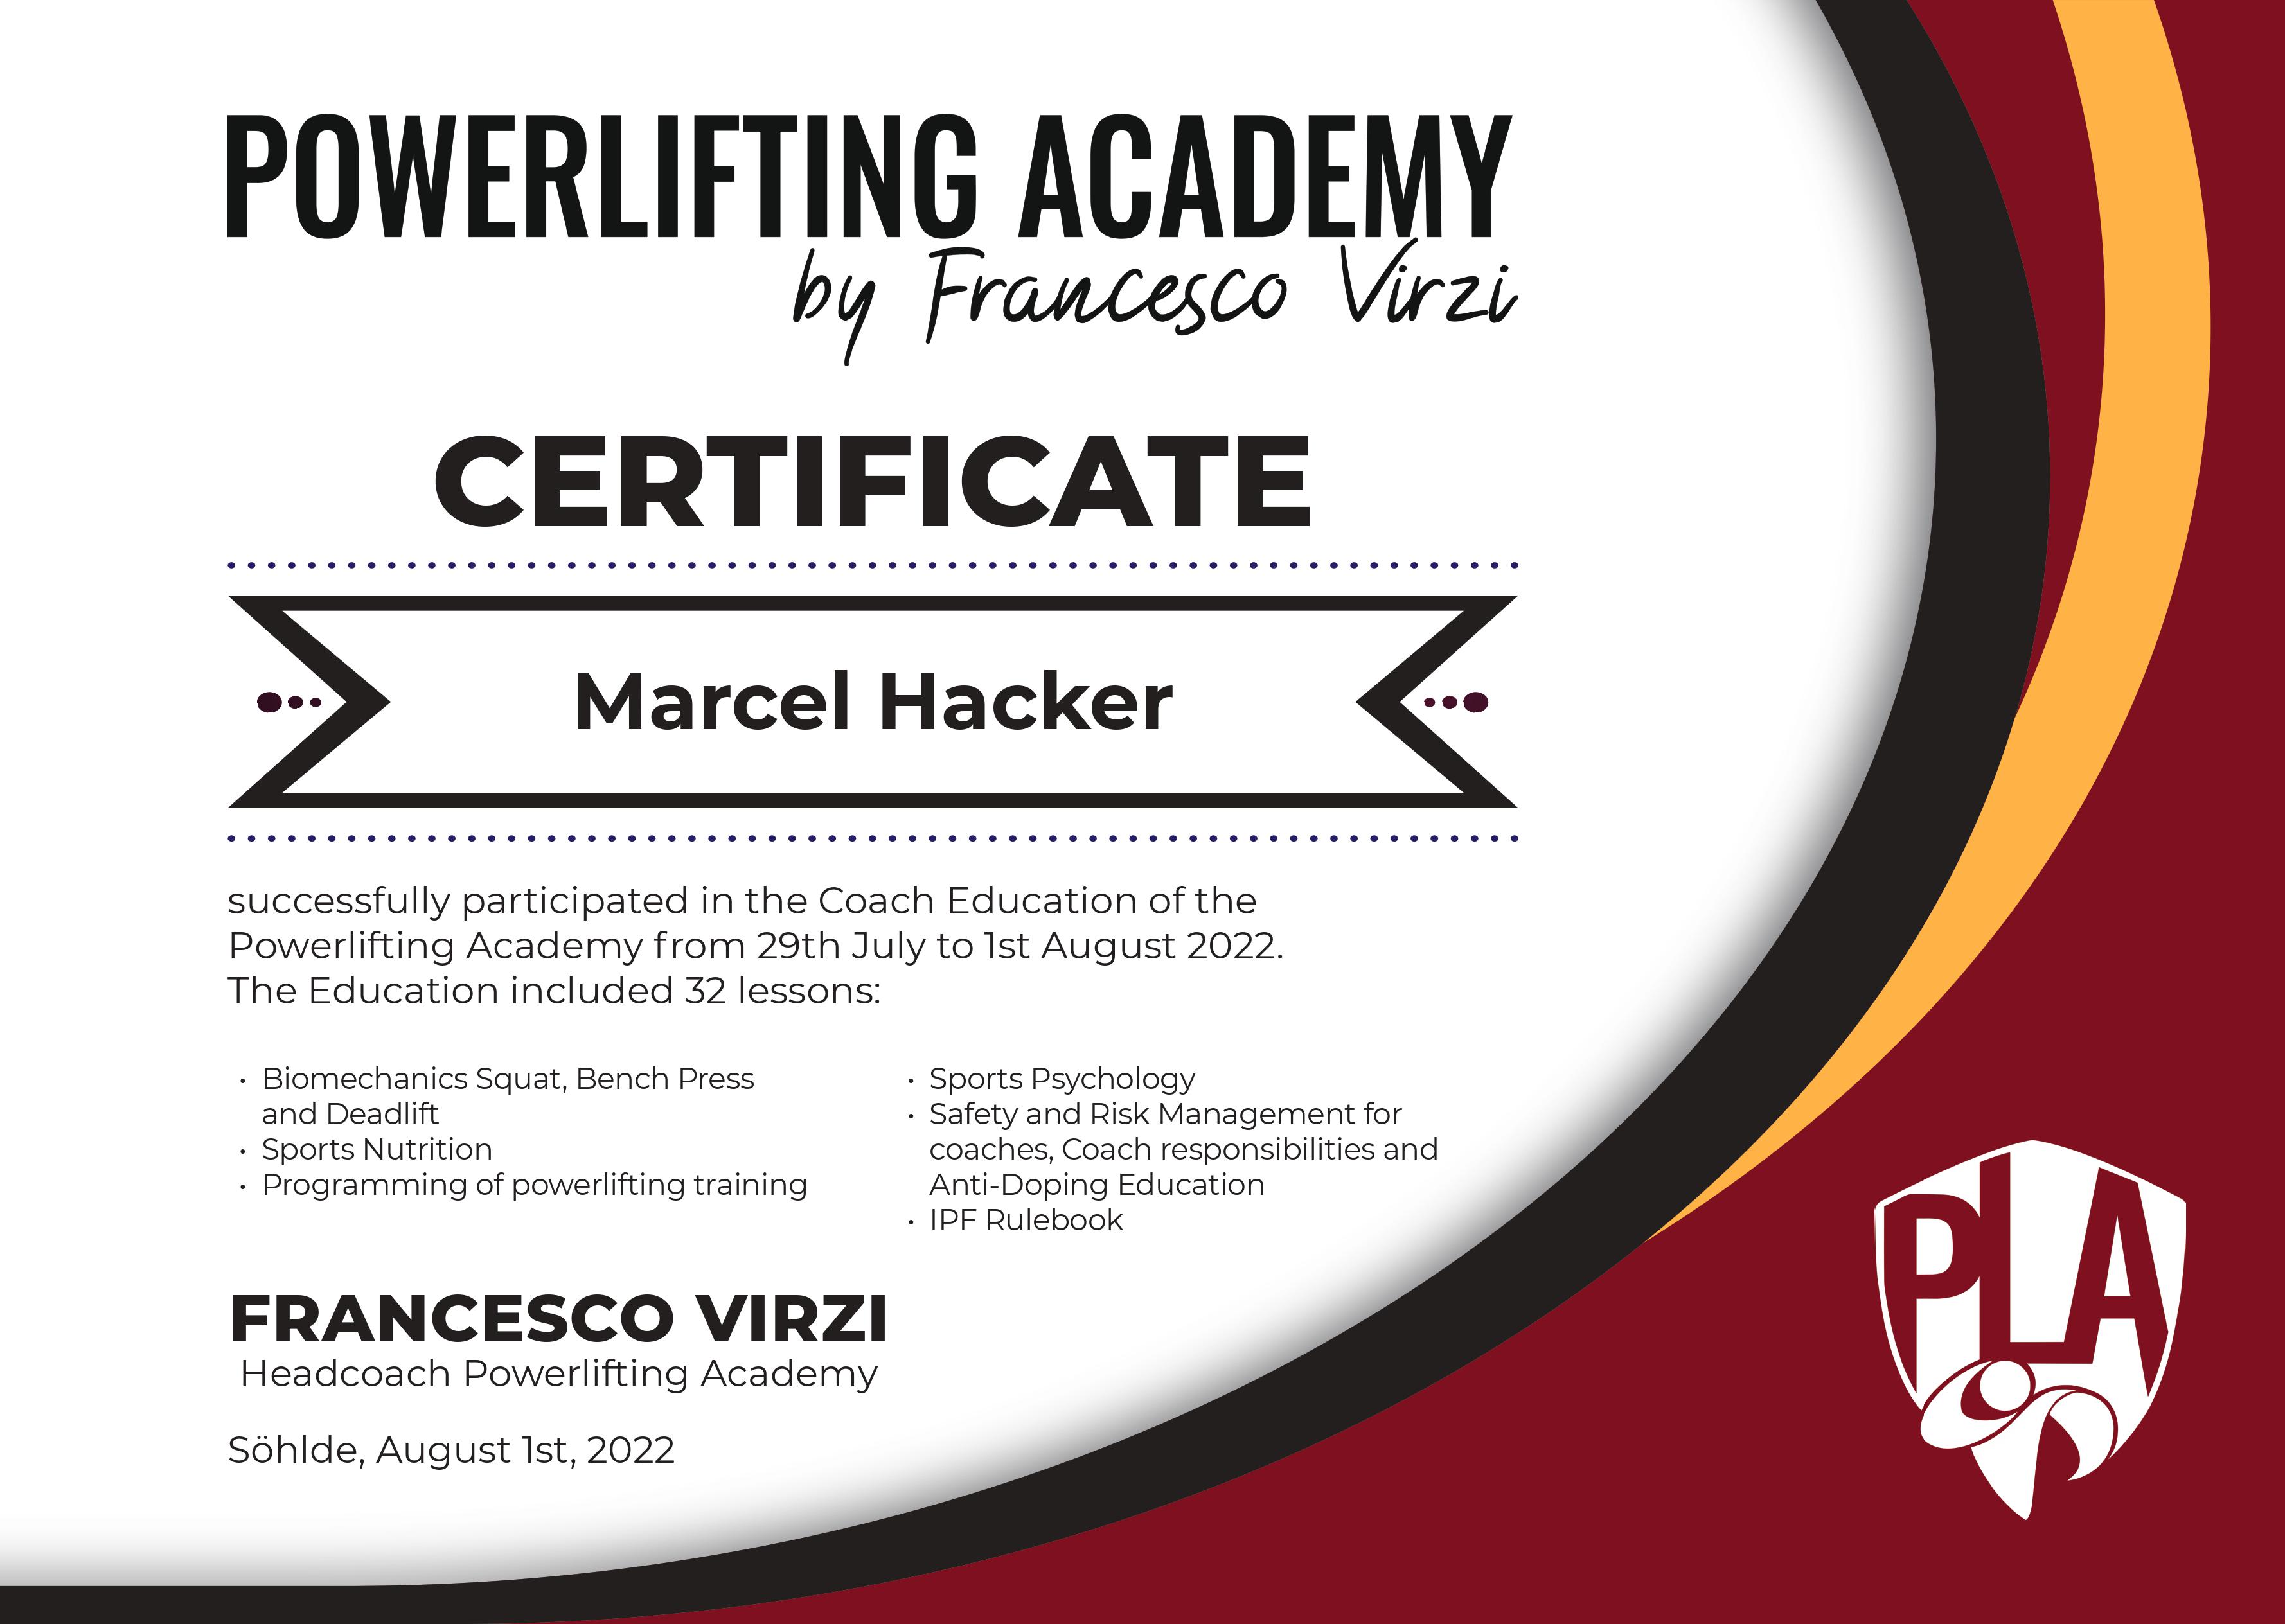 POWERLIFTING ACADEMY
by Francesco Virzi
CERTIFICATE
Marcel Hacker
successfully participated in the Coach Education of the
Powerlifting Academy from 29th July to 1st August 2022.
The Education included 32 lessons:
• Biomechanics Squat, Bench Press
and Deadlift
• Sports Nutrition
• Programming of powerlifting training
• Sports Psychology
• Safety and Risk Management for
coaches, Coach responsibilities and
Anti-Doping Education
• IPF Rulebook
FRANCESCO VIRZI
Headcoach Powerlifting Academy
Söhlde, August 1st, 2022
PLA